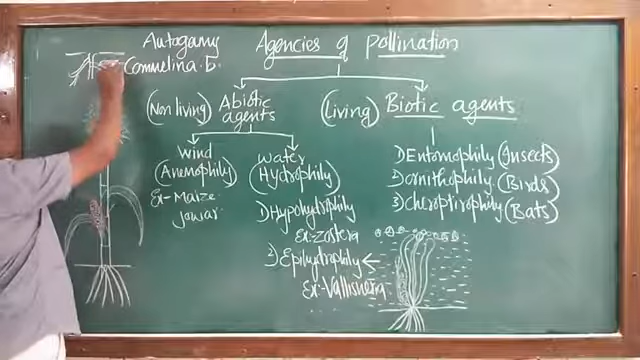 Autogamy
Commelina.b.
Agencies of pollination
(Non living) Abiotic agents
(Living) Biotic agents
Wind
(Anemophily)
Ex-Maize
Jowar
Water
(Hydrophily)
1) Hypohydrophily
Ex:Zostera
2) Epihydrophily
Ex:-Vallisneria
1) Entomophily (Insects)
2) Ornithophily (Birds)
3) Cheiroptirophily (Bats)